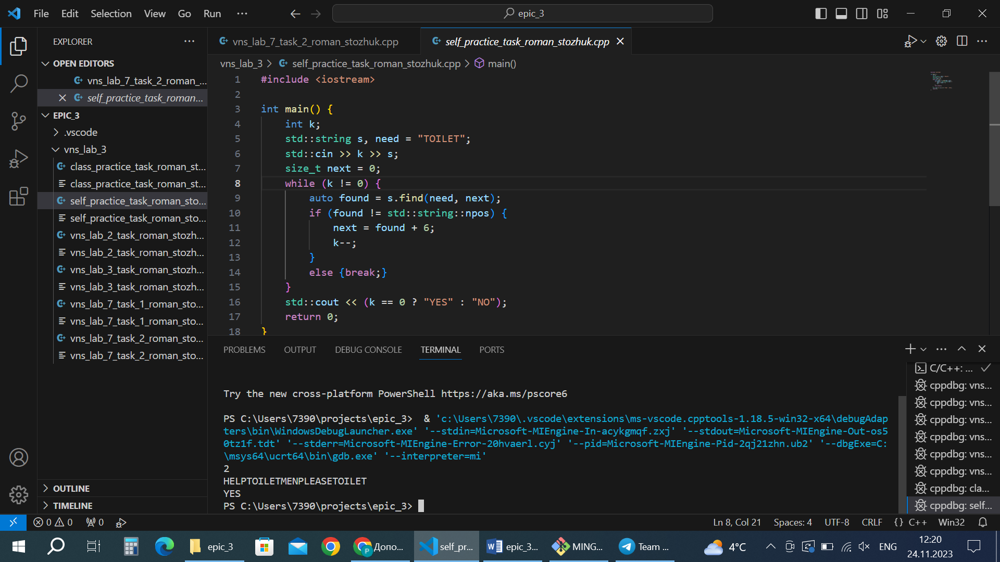 File Edit Selection View Go Run ···
epic_3
EXPLORER
OPEN EDITORS
vns_lab_7_task_2_roman_...
self_practice_task_roman...
EPIC_3
.vscode
vns_lab_3
class_practice_task_roman_st...
class_practice_task_roman_st...
self_practice_task_roman_sto...
self_practice_task_roman_sto...
vns_lab_2_task_roman_stozh...
vns_lab_2_task_roman_stozh...
vns_lab_3_task_roman_stozh...
vns_lab_3_task_roman_stozh...
vns_lab_7_task_1_roman_sto...
vns_lab_7_task_1_roman_sto...
vns_lab_7_task_2_roman_sto...
vns_lab_7_task_2_roman_sto...
OUTLINE
TIMELINE
vns_lab_7_task_2_roman_stozhuk.cpp
self_practice_task_roman_stozhuk.cpp
vns_lab_3 > self_practice_task_roman_stozhuk.cpp > main()
1 #include <iostream>
2
3 int main() {
4 int k;
5 std::string s, need = "TOILET";
6 std::cin >> k >> s;
7 size_t next = 0;
8 while (k != 0) {
9 auto found = s.find(need, next);
10 if (found != std::string::npos) {
11 next = found + 6;
12 k--;
13 }
14 else {break;}
15 }
16 std::cout << (k == 0 ? "YES" : "NO");
17 return 0;
18 }
PROBLEMS OUTPUT DEBUG CONSOLE TERMINAL PORTS
Try the new cross-platform PowerShell https://aka.ms/pscore6
PS C:\Users\7390\projects\epic_3>  & 'c:\Users\7390\.vscode\extensions\ms-vscode.cpptools-1.18.5-win32-x64\debugAdap
ters\bin\WindowsDebugLauncher.exe' '--stdin=Microsoft-MIEngine-In-acykgmqf.zxj' '--stdout=Microsoft-MIEngine-Out-os5
0tz1f.tdt' '--stderr=Microsoft-MIEngine-Error-20hvaerl.cyj' '--pid=Microsoft-MIEngine-Pid-2qj21zhn.ub2' '--dbgExe=C:
\msys64\ucrt64\bin\gdb.exe' '--interpreter=mi'
2
HELPTOILETMENPLEASETOILET
YES
PS C:\Users\7390\projects\epic_3>
C/C++: ...
cppdbg: vns...
cppdbg: vns...
cppdbg: vns...
cppdbg: vns...
cppdbg: vns...
cppdbg: vns...
cppdbg: cla...
cppdbg: self...
0 0 0
Ln 8, Col 21 Spaces: 4 UTF-8 CRLF {} C++ Win32
epic_3 Допо... self_pr... epic_3... MING... Team ...
4°C ENG
12:20
24.11.2023